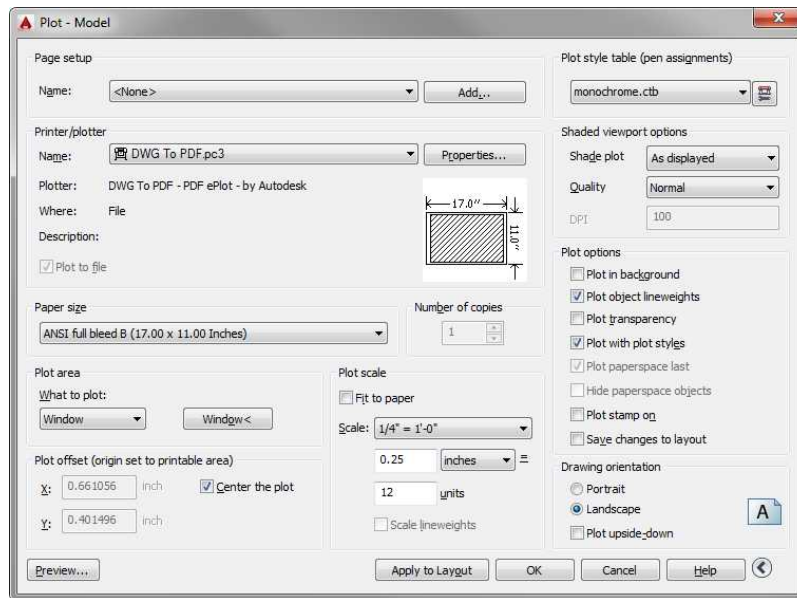 Plot - Model
Page setup
Name:
<None>
Add...
Printer/plotter
Name:
DWG To PDF.pc3
Properties...
Plotter:
DWG To PDF - PDF ePlot - by Autodesk
Where:
File
Description:
Plot to file
17.0"
11.0"
Paper size
ANSI full bleed B (17.00 x 11.00 Inches)
Number of copies
1
Plot area
What to plot:
Window
Window<
Plot offset (origin set to printable area)
X:
0.661056
inch
Center the plot
Y:
0.401496
inch
Plot scale
Fit to paper
Scale:
1/4" = 1'-0"
0.25
inches
=
12
units
Scale lineweights
Plot style table (pen assignments)
monochrome.ctb
Shaded viewport options
Shade plot
As displayed
Quality
Normal
DPI
100
Plot options
Plot in background
Plot object lineweights
Plot transparency
Plot with plot styles
Plot paperspace last
Hide paperspace objects
Plot stamp on
Save changes to layout
Drawing orientation
Portrait
Landscape
Plot upside-down
A
Preview...
Apply to Layout
OK
Cancel
Help